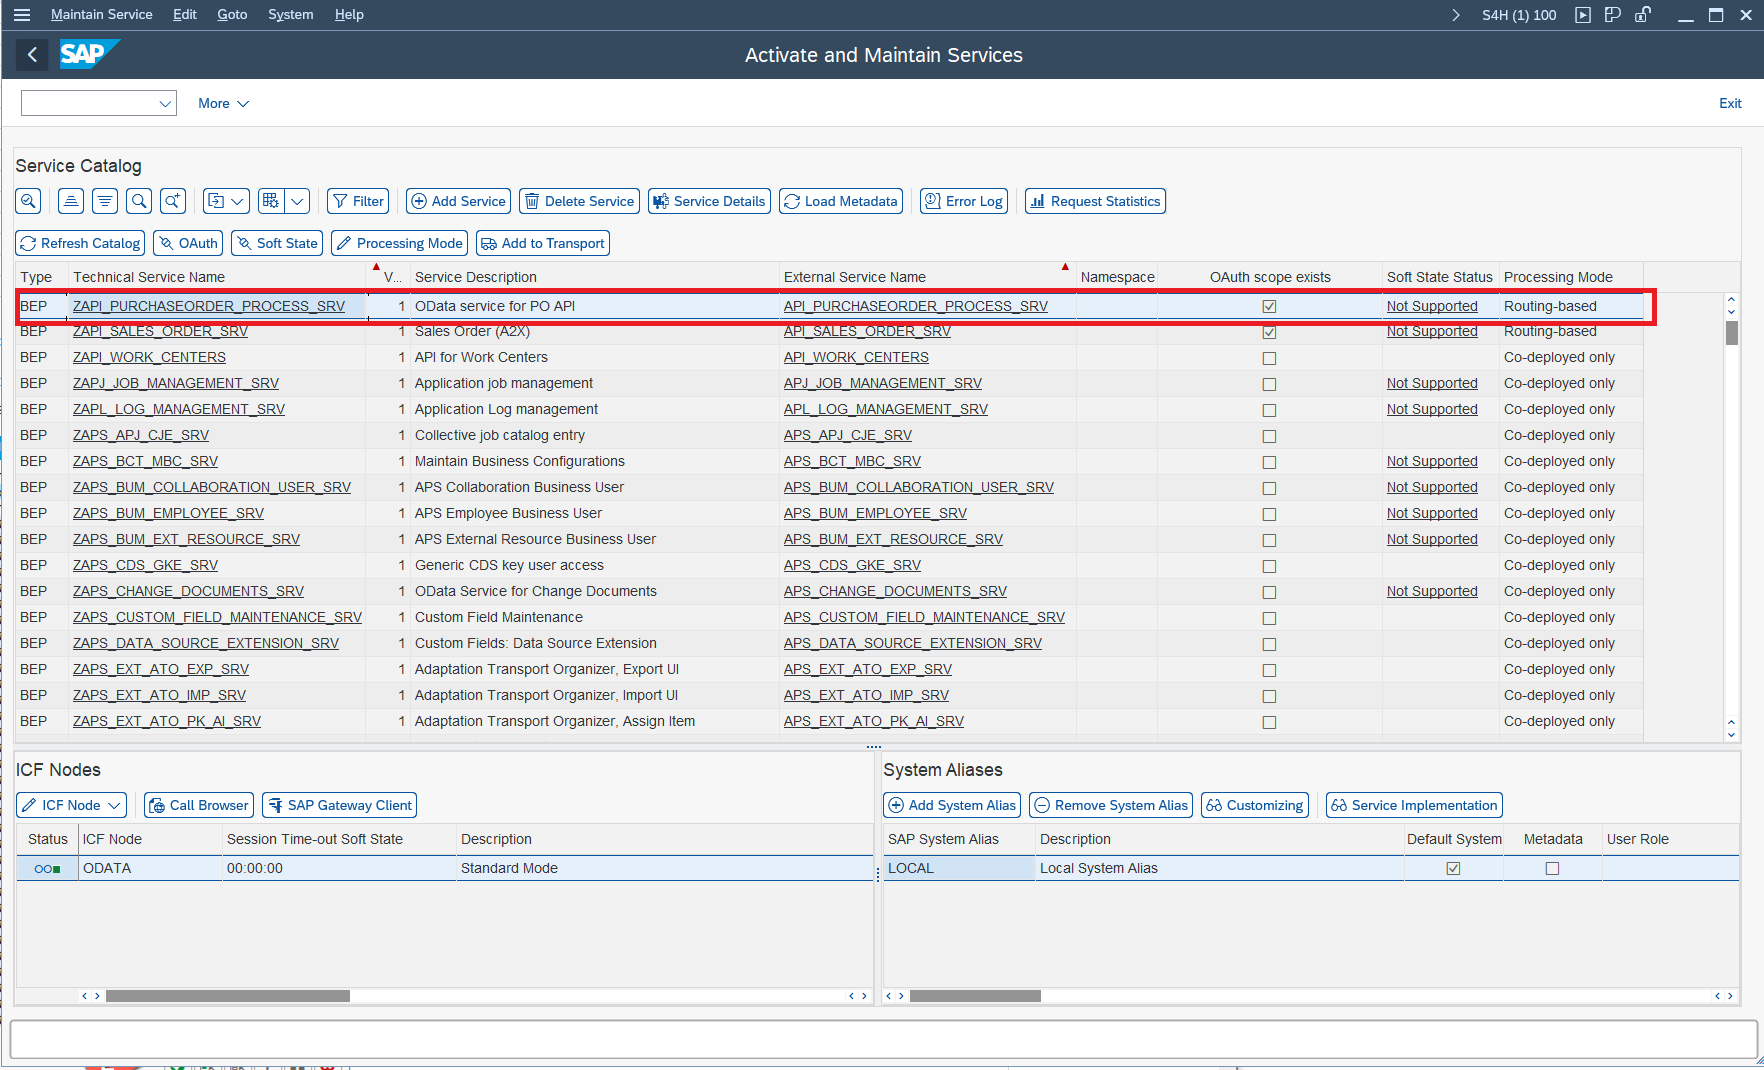 Maintain Service Edit Goto System Help S4H (1) 100
SAP Activate and Maintain Services
More Exit
Service Catalog
Filter Add Service Delete Service Service Details Load Metadata Error Log Request Statistics
Refresh Catalog OAuth Soft State Processing Mode Add to Transport
Type Technical Service Name V... Service Description External Service Name Namespace OAuth scope exists Soft State Status Processing Mode
BEP ZAPI_PURCHASEORDER_PROCESS_SRV 1 OData service for PO API API_PURCHASEORDER_PROCESS_SRV Not Supported Routing-based
BEP ZAPI_SALES_ORDER_SRV 1 Sales Order (A2X) API_SALES_ORDER_SRV Not Supported Routing-based
BEP ZAPI_WORK_CENTERS 1 API for Work Centers API_WORK_CENTERS Co-deployed only
BEP ZAPJ_JOB_MANAGEMENT_SRV 1 Application job management APJ_JOB_MANAGEMENT_SRV Not Supported Co-deployed only
BEP ZAPL_LOG_MANAGEMENT_SRV 1 Application Log management APL_LOG_MANAGEMENT_SRV Not Supported Co-deployed only
BEP ZAPS_APJ_CJE_SRV 1 Collective job catalog entry APS_APJ_CJE_SRV Co-deployed only
BEP ZAPS_BCT_MBC_SRV 1 Maintain Business Configurations APS_BCT_MBC_SRV Not Supported Co-deployed only
BEP ZAPS_BUM_COLLABORATION_USER_SRV 1 APS Collaboration Business User APS_BUM_COLLABORATION_USER_SRV Not Supported Co-deployed only
BEP ZAPS_BUM_EMPLOYEE_SRV 1 APS Employee Business User APS_BUM_EMPLOYEE_SRV Not Supported Co-deployed only
BEP ZAPS_BUM_EXT_RESOURCE_SRV 1 APS External Resource Business User APS_BUM_EXT_RESOURCE_SRV Not Supported Co-deployed only
BEP ZAPS_CDS_GKE_SRV 1 Generic CDS key user access APS_CDS_GKE_SRV Co-deployed only
BEP ZAPS_CHANGE_DOCUMENTS_SRV 1 OData Service for Change Documents APS_CHANGE_DOCUMENTS_SRV Not Supported Co-deployed only
BEP ZAPS_CUSTOM_FIELD_MAINTENANCE_SRV 1 Custom Field Maintenance APS_CUSTOM_FIELD_MAINTENANCE_SRV Co-deployed only
BEP ZAPS_DATA_SOURCE_EXTENSION_SRV 1 Custom Fields: Data Source Extension APS_DATA_SOURCE_EXTENSION_SRV Co-deployed only
BEP ZAPS_EXT_ATO_EXP_SRV 1 Adaptation Transport Organizer, Export UI APS_EXT_ATO_EXP_SRV Co-deployed only
BEP ZAPS_EXT_ATO_IMP_SRV 1 Adaptation Transport Organizer, Import UI APS_EXT_ATO_IMP_SRV Co-deployed only
BEP ZAPS_EXT_ATO_PK_AI_SRV 1 Adaptation Transport Organizer, Assign Item APS_EXT_ATO_PK_AI_SRV Co-deployed only
ICF Nodes System Aliases
ICF Node Call Browser SAP Gateway Client Add System Alias Remove System Alias Customizing Service Implementation
Status ICF Node Session Time-out Soft State Description SAP System Alias Description Default System Metadata User Role
ODATA 00:00:00 Standard Mode LOCAL Local System Alias